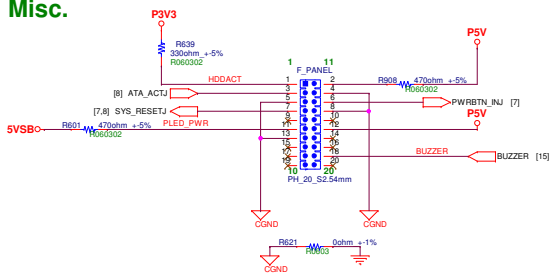 Misc.
P3V3
P5V
R639
330ohm_+-5%
R060302
1
11
F_PANEL
HDDACT
1
2
R908
470ohm_+-5%
R060302
[8] ATA_ACTJ
3
4
5
6
PWRBTN_INJ [7]
[7,8] SYS_RESETJ
7
8
P5V
PLED_PWR
9
10
5VSB
R601
470ohm_+-5%
R060302
11
12
13
14
15
16
BUZZER
17
18
BUZZER [15]
19
20
10
20
PH_20_S2.54mm
CGND
CGND
R621
0ohm_+-1%
R0603
CGND